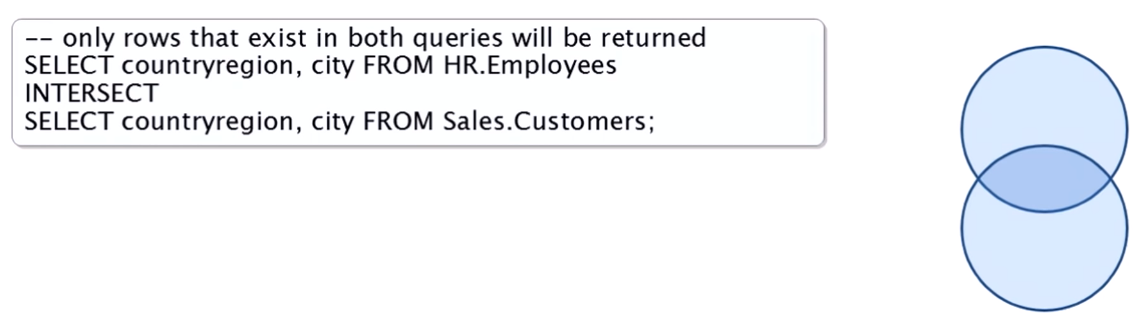 -- only rows that exist in both queries will be returned
SELECT countryregion, city FROM HR.Employees
INTERSECT
SELECT countryregion, city FROM Sales.Customers;